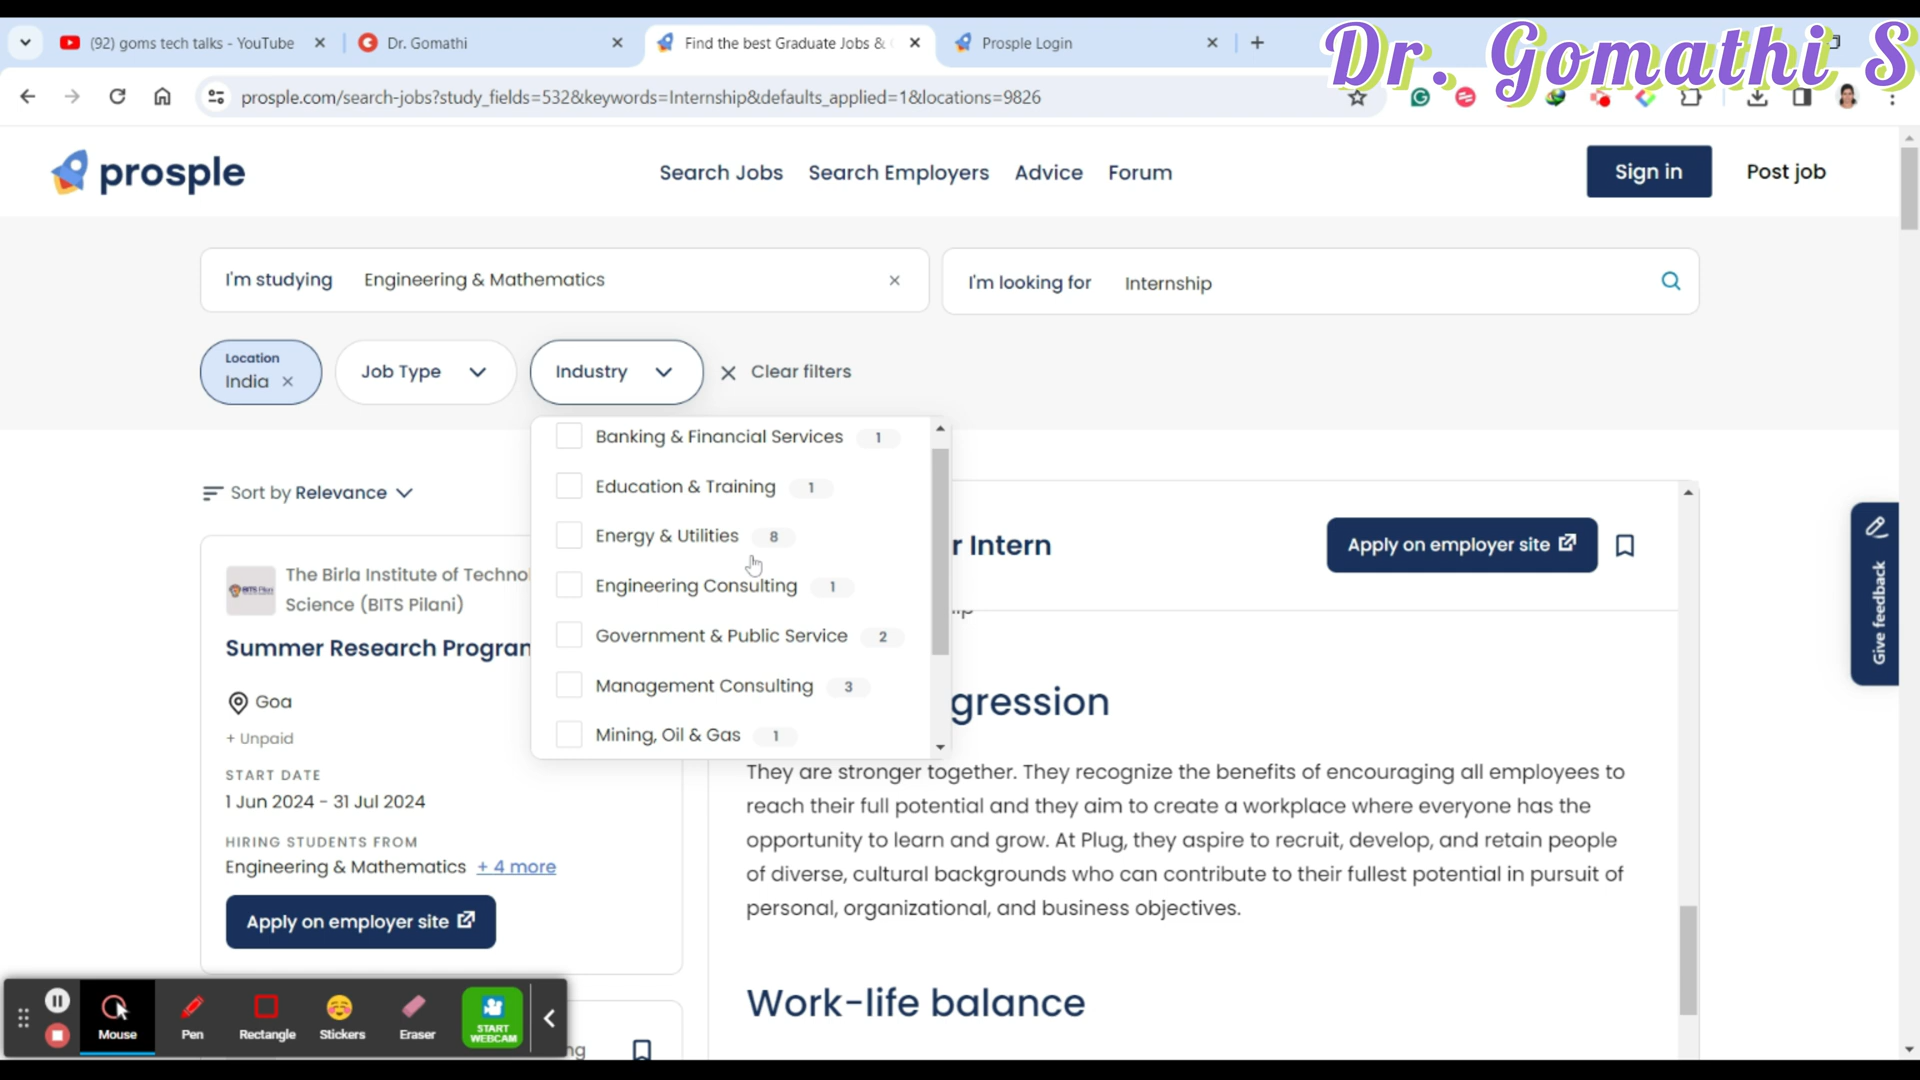 (92) goms tech talks - YouTube
Dr. Gomathi
Find the best Graduate Jobs &
Prosple Login
Dr. Gomathi S
prosple.com/search-jobs?study_fields=532&keywords=Internship&defaults_applied=1&locations=9826
prosple
Search Jobs
Search Employers
Advice
Forum
Sign in
Post job
I'm studying Engineering & Mathematics
I'm looking for Internship
Location
India
Job Type
Industry
Clear filters
Banking & Financial Services 1
Education & Training 1
Energy & Utilities 8
Engineering Consulting 1
Government & Public Service 2
Management Consulting 3
Mining, Oil & Gas 1
Sort by Relevance
BITS Pilani
The Birla Institute of Techno
Science (BITS Pilani)
Summer Research Program
Goa
+ Unpaid
START DATE
1 Jun 2024 - 31 Jul 2024
HIRING STUDENTS FROM
Engineering & Mathematics + 4 more
Apply on employer site
r Intern
Apply on employer site
gression
They are stronger together. They recognize the benefits of encouraging all employees to
reach their full potential and they aim to create a workplace where everyone has the
opportunity to learn and grow. At Plug, they aspire to recruit, develop, and retain people
of diverse, cultural backgrounds who can contribute to their fullest potential in pursuit of
personal, organizational, and business objectives.
Work-life balance
Give feedback
Mouse
Pen
Rectangle
Stickers
Eraser
START
WEBCAM
ng